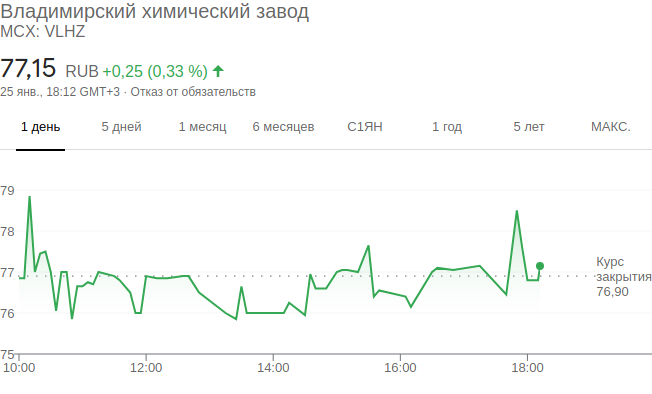 Владимирский химический завод
MCX: VLHZ
77,15 RUB +0,25 (0,33 %)
25 янв., 18:12 GMT+3 · Отказ от обязательств
1 день 5 дней 1 месяц 6 месяцев С1ЯН 1 год 5 лет МАКС.
79
78
77
76
75
Курс
закрытия
76,90
10:00 12:00 14:00 16:00 18:00